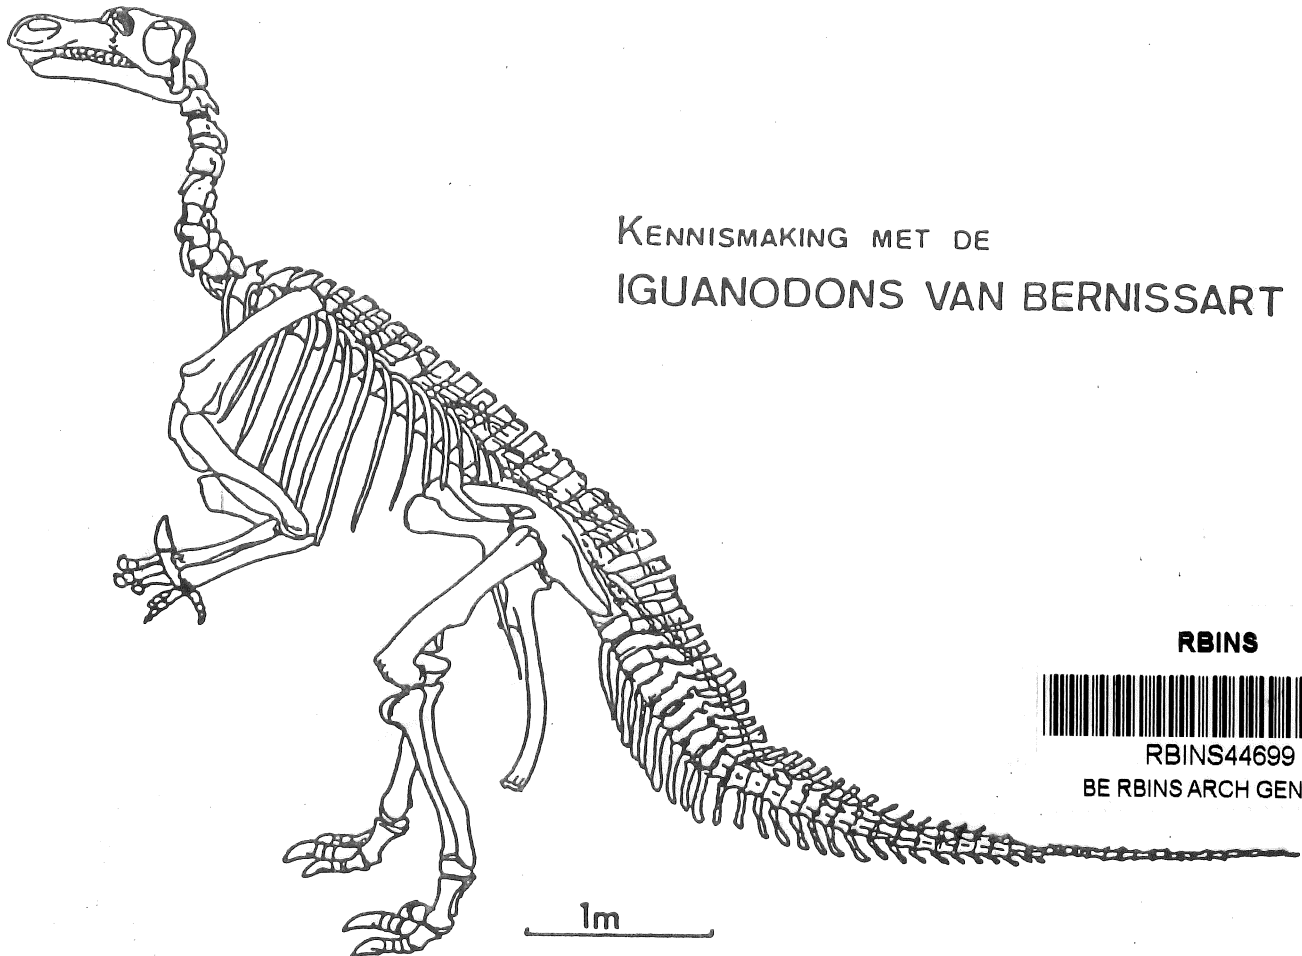 KENNISMAKING MET DE
IGUANODONS VAN BERNISSART
RBINS
RBINS44699
BE RBINS ARCH GEN
1m